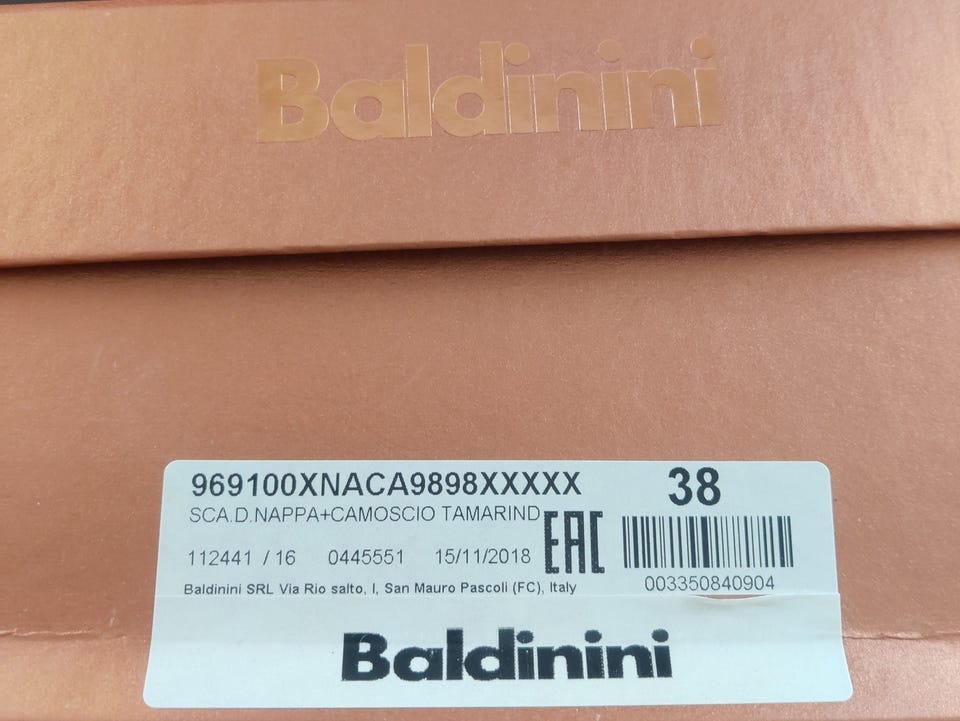 Baldinini
969100XNACA9898XXXXX 38
SCA.D.NAPPA+CAMOSCIO TAMARIND
EAC
112441 / 16 0445551 15/11/2018
003350840904
Baldinini SRL Via Rio salto, I, San Mauro Pascoli (FC), Italy
Baldinini